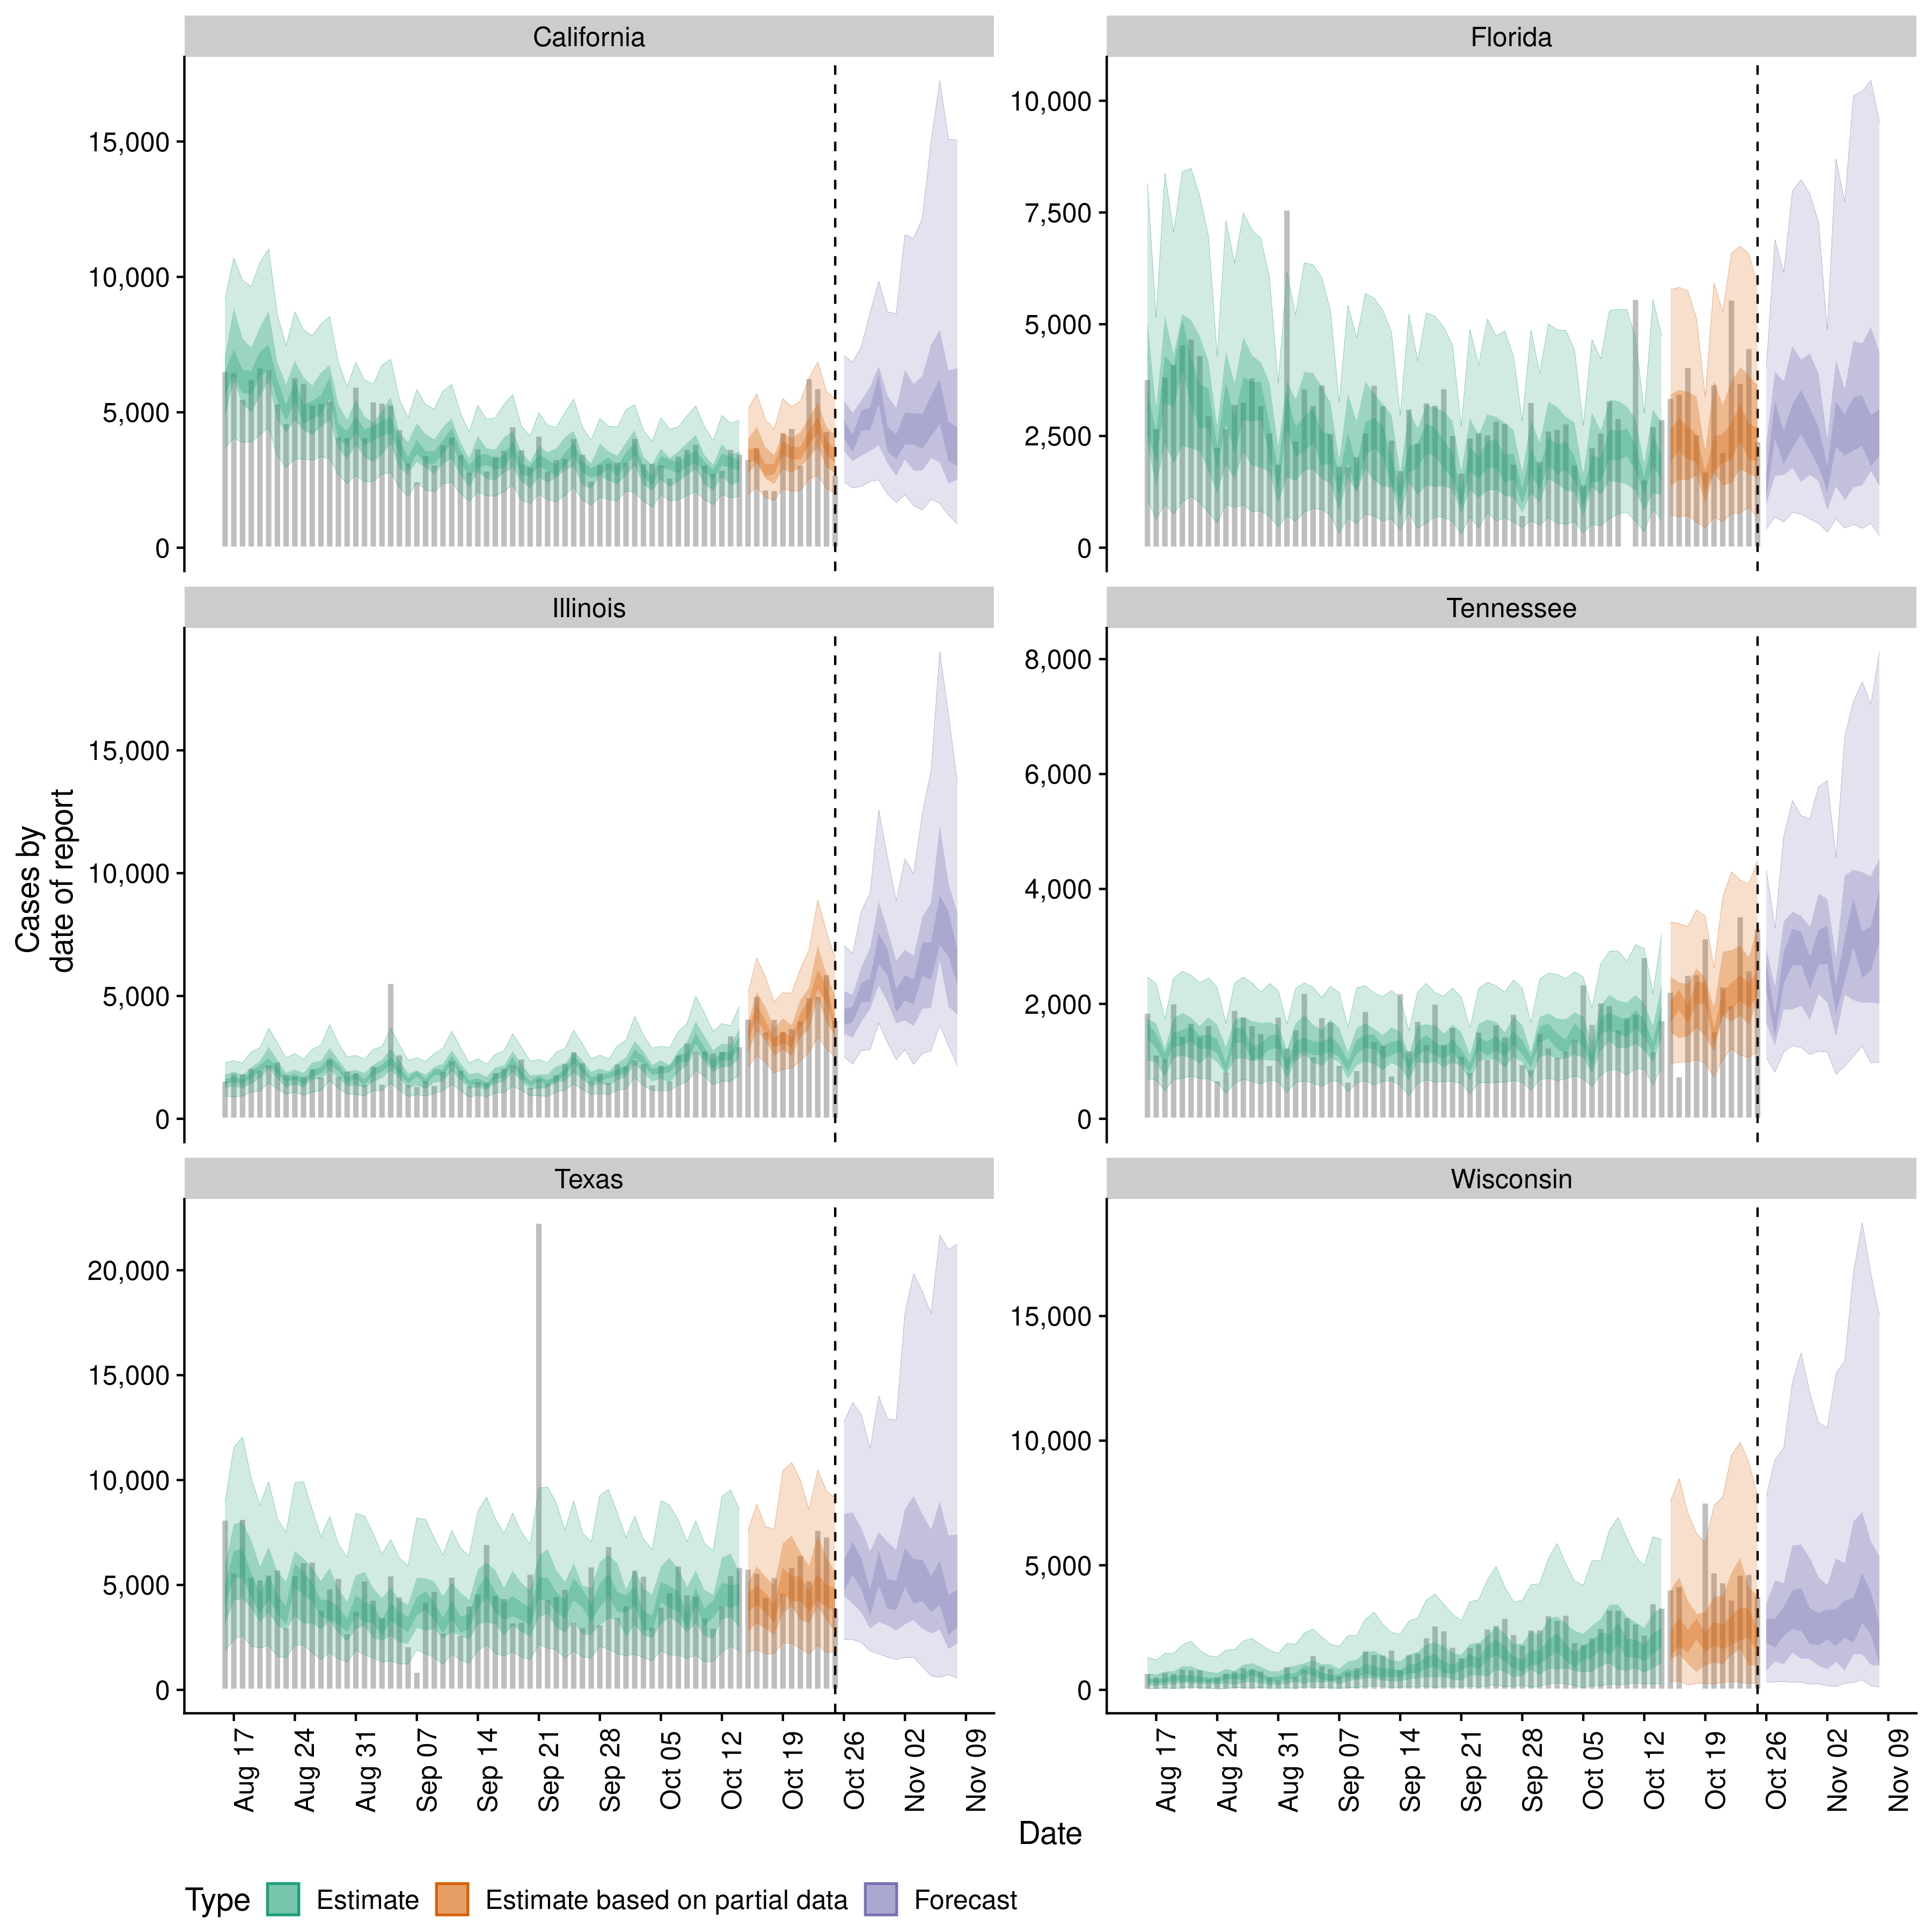 California
Florida
15,000
10,000
5,000
0
10,000
7,500
5,000
2,500
0
Illinois
Tennessee
15,000
10,000
5,000
0
8,000
6,000
4,000
2,000
0
Cases by
date of report
Texas
Wisconsin
20,000
15,000
10,000
5,000
0
15,000
10,000
5,000
0
Aug 17
Aug 24
Aug 31
Sep 07
Sep 14
Sep 21
Sep 28
Oct 05
Oct 12
Oct 19
Oct 26
Nov 02
Nov 09
Aug 17
Aug 24
Aug 31
Sep 07
Sep 14
Sep 21
Sep 28
Oct 05
Oct 12
Oct 19
Oct 26
Nov 02
Nov 09
Date
Type Estimate Estimate based on partial data Forecast